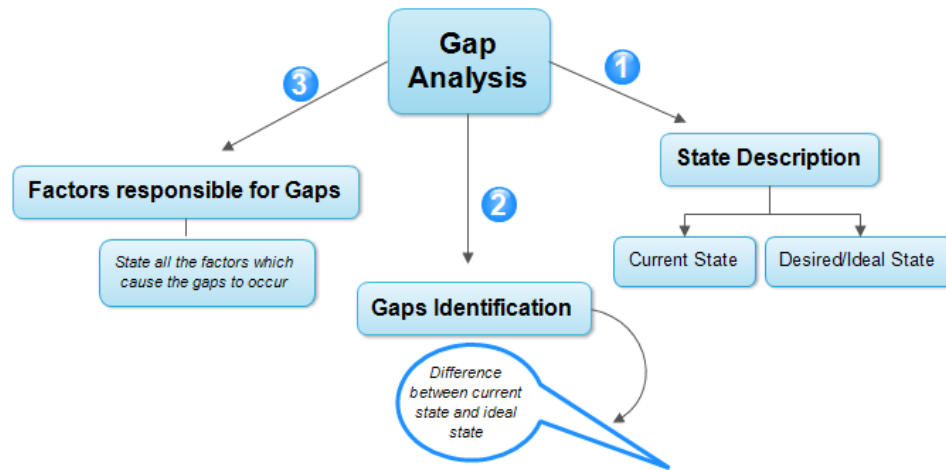 Gap
Analysis
1
3
State Description
Factors responsible for Gaps
2
Current State
Desired/Ideal State
State all the factors which
cause the gaps to occur
Gaps Identification
Difference
between current
state and ideal
state